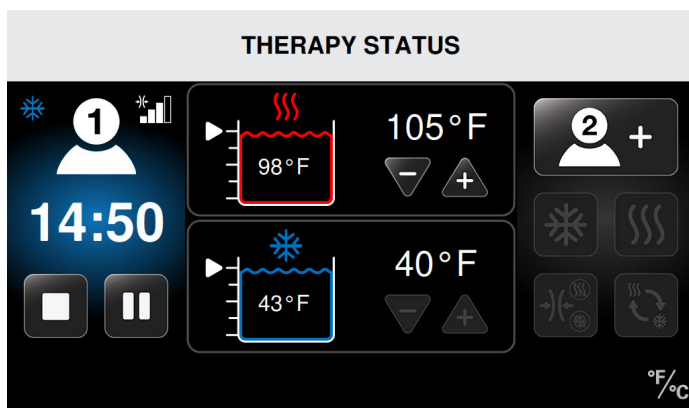 THERAPY STATUS
1
14:50
105°F
98°F
40°F
43°F
2 +
°F/°C